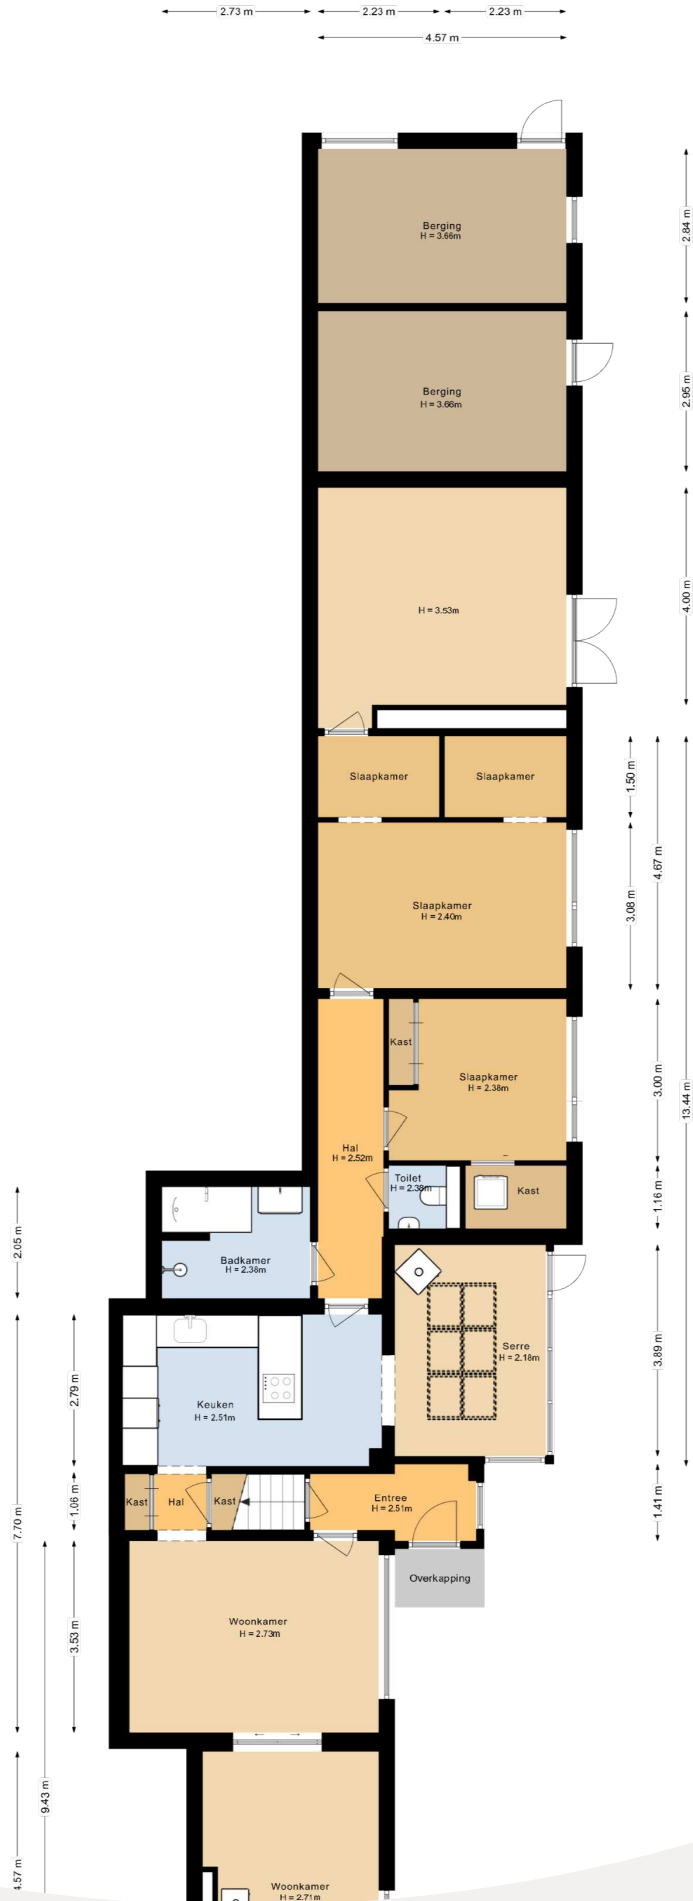 2.73 m
2.23 m
2.23 m
4.57 m
Berging
H = 3.66m
2.84 m
Berging
H = 3.66m
2.95 m
H = 3.53m
4.00 m
Slaapkamer
Slaapkamer
1.50 m
Slaapkamer
H = 2.40m
3.08 m
4.67 m
Kast
Slaapkamer
H = 2.38m
3.00 m
13.44 m
Hal
H = 2.52m
Toilet
H = 2.38m
Kast
1.16 m
Badkamer
H = 2.38m
2.05 m
Serre
H = 2.18m
3.89 m
Keuken
H = 2.51m
2.79 m
Kast
Hal
Kast
Entree
H = 2.51m
1.06 m
1.41 m
7.70 m
Overkapping
Woonkamer
H = 2.73m
3.53 m
9.43 m
4.57 m
Woonkamer
H = 2.71m